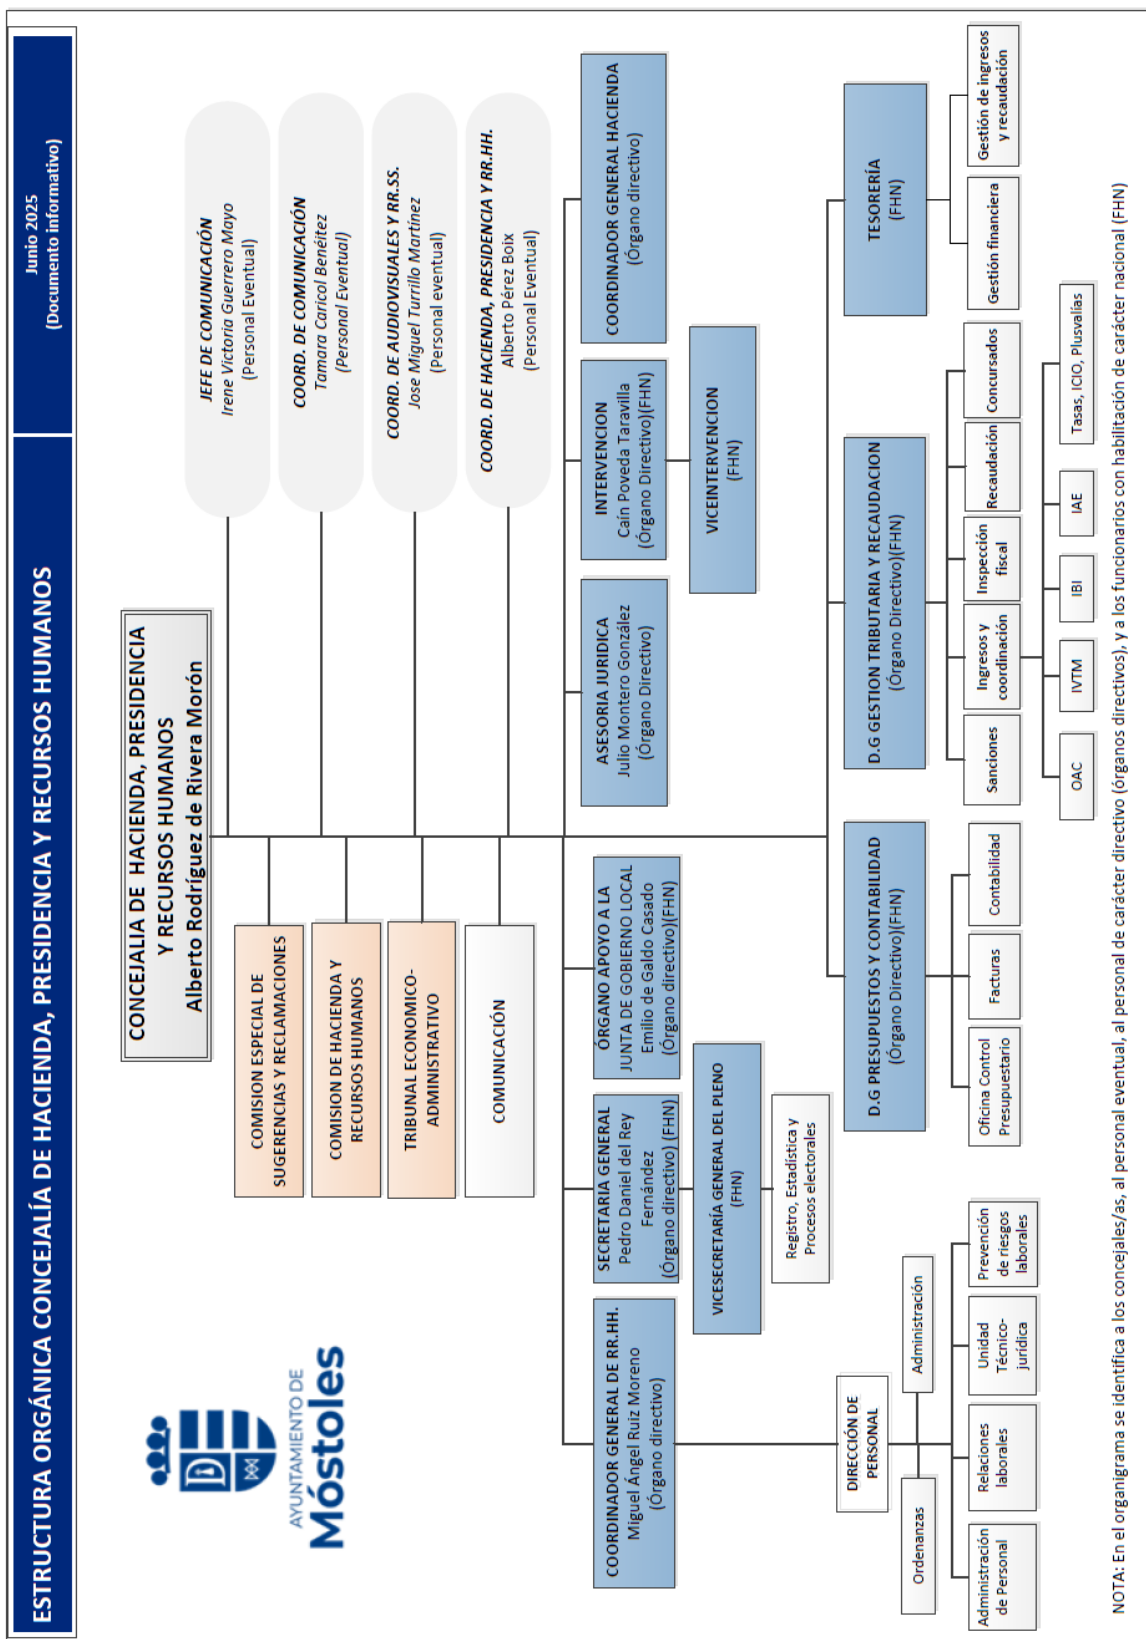 ESTRUCTURA ORGÁNICA CONCEJALÍA DE HACIENDA, PRESIDENCIA Y RECURSOS HUMANOS
Junio 2025
(Documento informativo)
AYUNTAMIENTO DE
Móstoles
CONCEJALIA DE HACIENDA, PRESIDENCIA
Y RECURSOS HUMANOS
Alberto Rodríguez de Rivera Morón
COMISION ESPECIAL DE
SUGERENCIAS Y RECLAMACIONES
COMISION DE HACIENDA Y
RECURSOS HUMANOS
TRIBUNAL ECONOMICO-
ADMINISTRATIVO
COMUNICACIÓN
JEFE DE COMUNICACIÓN
Irene Victoria Guerrero Mayo
(Personal Eventual)
COORD. DE COMUNICACIÓN
Tamara Caricol Benéitez
(Personal Eventual)
COORD. DE AUDIOVISUALES Y RR.SS.
Jose Miguel Turrillo Martínez
(Personal eventual)
COORD. DE HACIENDA, PRESIDENCIA Y RR.HH.
Alberto Pérez Boix
(Personal Eventual)
COORDINADOR GENERAL DE RR.HH.
Miguel Ángel Ruiz Moreno
(Órgano directivo)
SECRETARIA GENERAL
Pedro Daniel del Rey
Fernández
(Órgano directivo) (FHN)
ÓRGANO APOYO A LA
JUNTA DE GOBIERNO LOCAL
Emilio de Galdo Casado
(Órgano directivo)(FHN)
ASESORIA JURIDICA
Julio Montero González
(Órgano Directivo)
INTERVENCION
Caín Poveda Taravilla
(Órgano Directivo)(FHN)
COORDINADOR GENERAL HACIENDA
(Órgano directivo)
VICESECRETARÍA GENERAL DEL PLENO
(FHN)
VICEINTERVENCION
(FHN)
Registro, Estadística y
Procesos electorales
DIRECCIÓN DE
PERSONAL
D.G PRESUPUESTOS Y CONTABILIDAD
(Órgano Directivo)(FHN)
D.G GESTION TRIBUTARIA Y RECAUDACION
(Órgano Directivo)(FHN)
TESORERÍA
(FHN)
Ordenanzas
Administración
Administración
de Personal
Relaciones
laborales
Unidad
Técnico-
jurídica
Prevención
de riesgos
laborales
Oficina Control
Presupuestario
Facturas
Contabilidad
Sanciones
Ingresos y
coordinación
Inspección
fiscal
Recaudación
Concursados
Gestión financiera
Gestión de ingresos
y recaudación
OAC
IVTM
IBI
IAE
Tasas, ICIO, Plusvalías
NOTA: En el organigrama se identifica a los concejales/as, al personal eventual, al personal de carácter directivo (órganos directivos), y a los funcionarios con habilitación de carácter nacional (FHN)